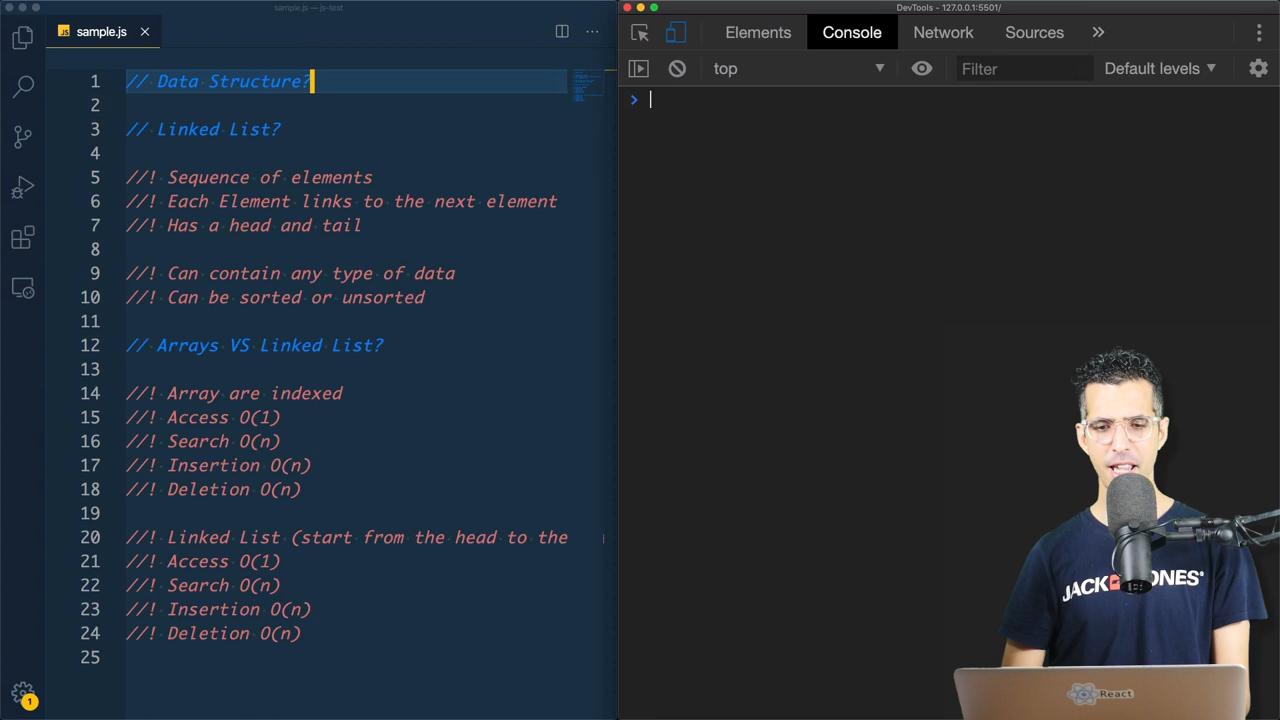 sample.js — js-test
sample.js
1 // Data Structure?
2
3 // Linked List?
4
5 //! Sequence of elements
6 //! Each Element links to the next element
7 //! Has a head and tail
8
9 //! Can contain any type of data
10 //! Can be sorted or unsorted
11
12 // Arrays VS Linked List?
13
14 //! Array are indexed
15 //! Access O(1)
16 //! Search O(n)
17 //! Insertion O(n)
18 //! Deletion O(n)
19
20 //! Linked List (start from the head to the
21 //! Access O(1)
22 //! Search O(n)
23 //! Insertion O(n)
24 //! Deletion O(n)
25
1
DevTools - 127.0.0.1:5501/
Elements Console Network Sources
top Filter Default levels
JACK JONES
React